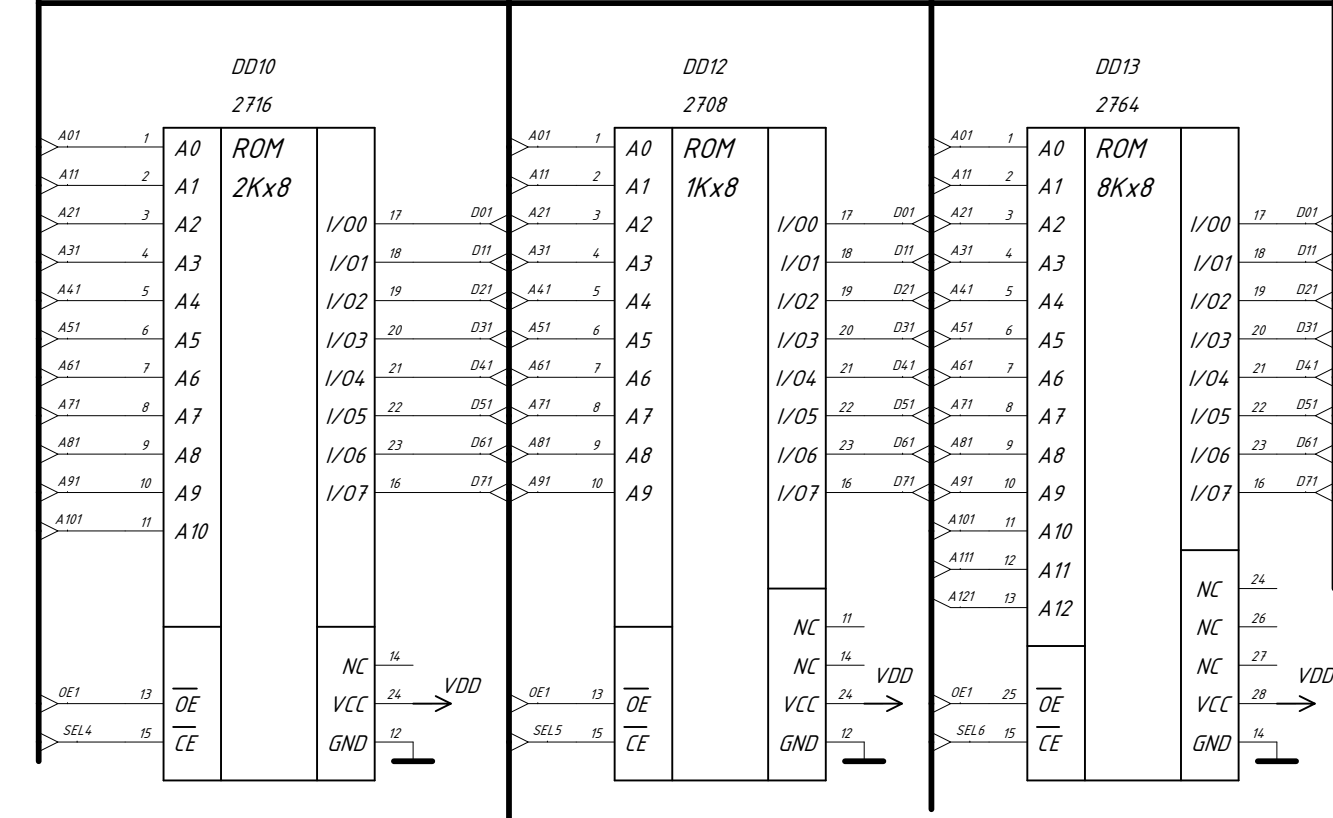 DD10
2716
A01 1 A0 ROM
A11 2 A1 2Kx8
A21 3 A2 I/O0 17 D01
A31 4 A3 I/O1 18 D11
A41 5 A4 I/O2 19 D21
A51 6 A5 I/O3 20 D31
A61 7 A6 I/O4 21 D41
A71 8 A7 I/O5 22 D51
A81 9 A8 I/O6 23 D61
A91 10 A9 I/O7 16 D71
A101 11 A10
NC 14
OE1 13 OE VCC 24 VDD
SEL4 15 CE GND 12
DD12
2708
A01 1 A0 ROM
A11 2 A1 1Kx8
A21 3 A2 I/O0 17 D01
A31 4 A3 I/O1 18 D11
A41 5 A4 I/O2 19 D21
A51 6 A5 I/O3 20 D31
A61 7 A6 I/O4 21 D41
A71 8 A7 I/O5 22 D51
A81 9 A8 I/O6 23 D61
A91 10 A9 I/O7 16 D71
NC 11
NC 14
OE1 13 OE VCC 24 VDD
SEL5 15 CE GND 12
DD13
2764
A01 1 A0 ROM
A11 2 A1 8Kx8
A21 3 A2 I/O0 17 D01
A31 4 A3 I/O1 18 D11
A41 5 A4 I/O2 19 D21
A51 6 A5 I/O3 20 D31
A61 7 A6 I/O4 21 D41
A71 8 A7 I/O5 22 D51
A81 9 A8 I/O6 23 D61
A91 10 A9 I/O7 16 D71
A101 11 A10
A111 12 A11 NC 24
A121 13 A12 NC 26
NC 27
OE1 25 OE VCC 28 VDD
SEL6 15 CE GND 14